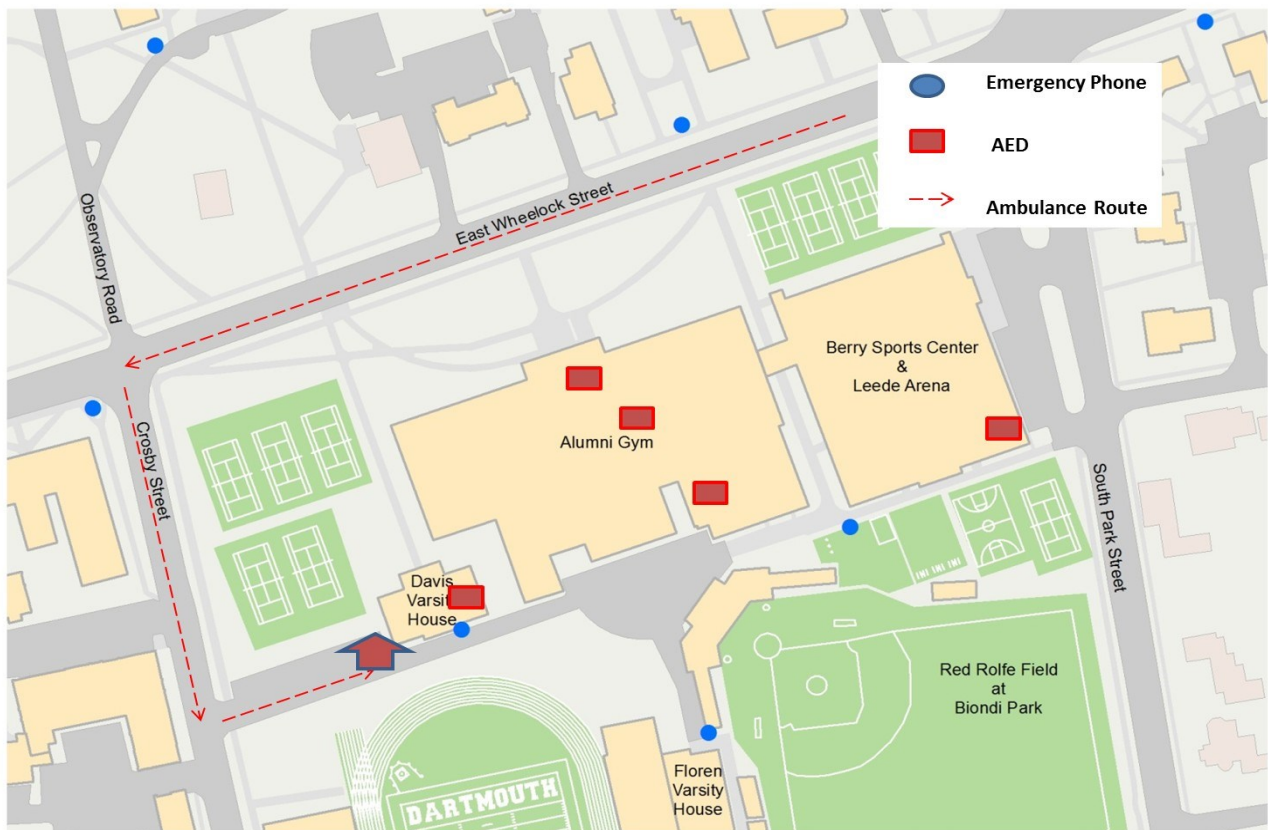 Emergency Phone
AED
Ambulance Route
East Wheelock Street
Observatory Road
Berry Sports Center
&
Leede Arena
Alumni Gym
Crosby Street
South Park Street
Davis
Varsit
House
Red Rolfe Field
at
Biondi Park
Floren
Varsity
House
DARTMOUTH